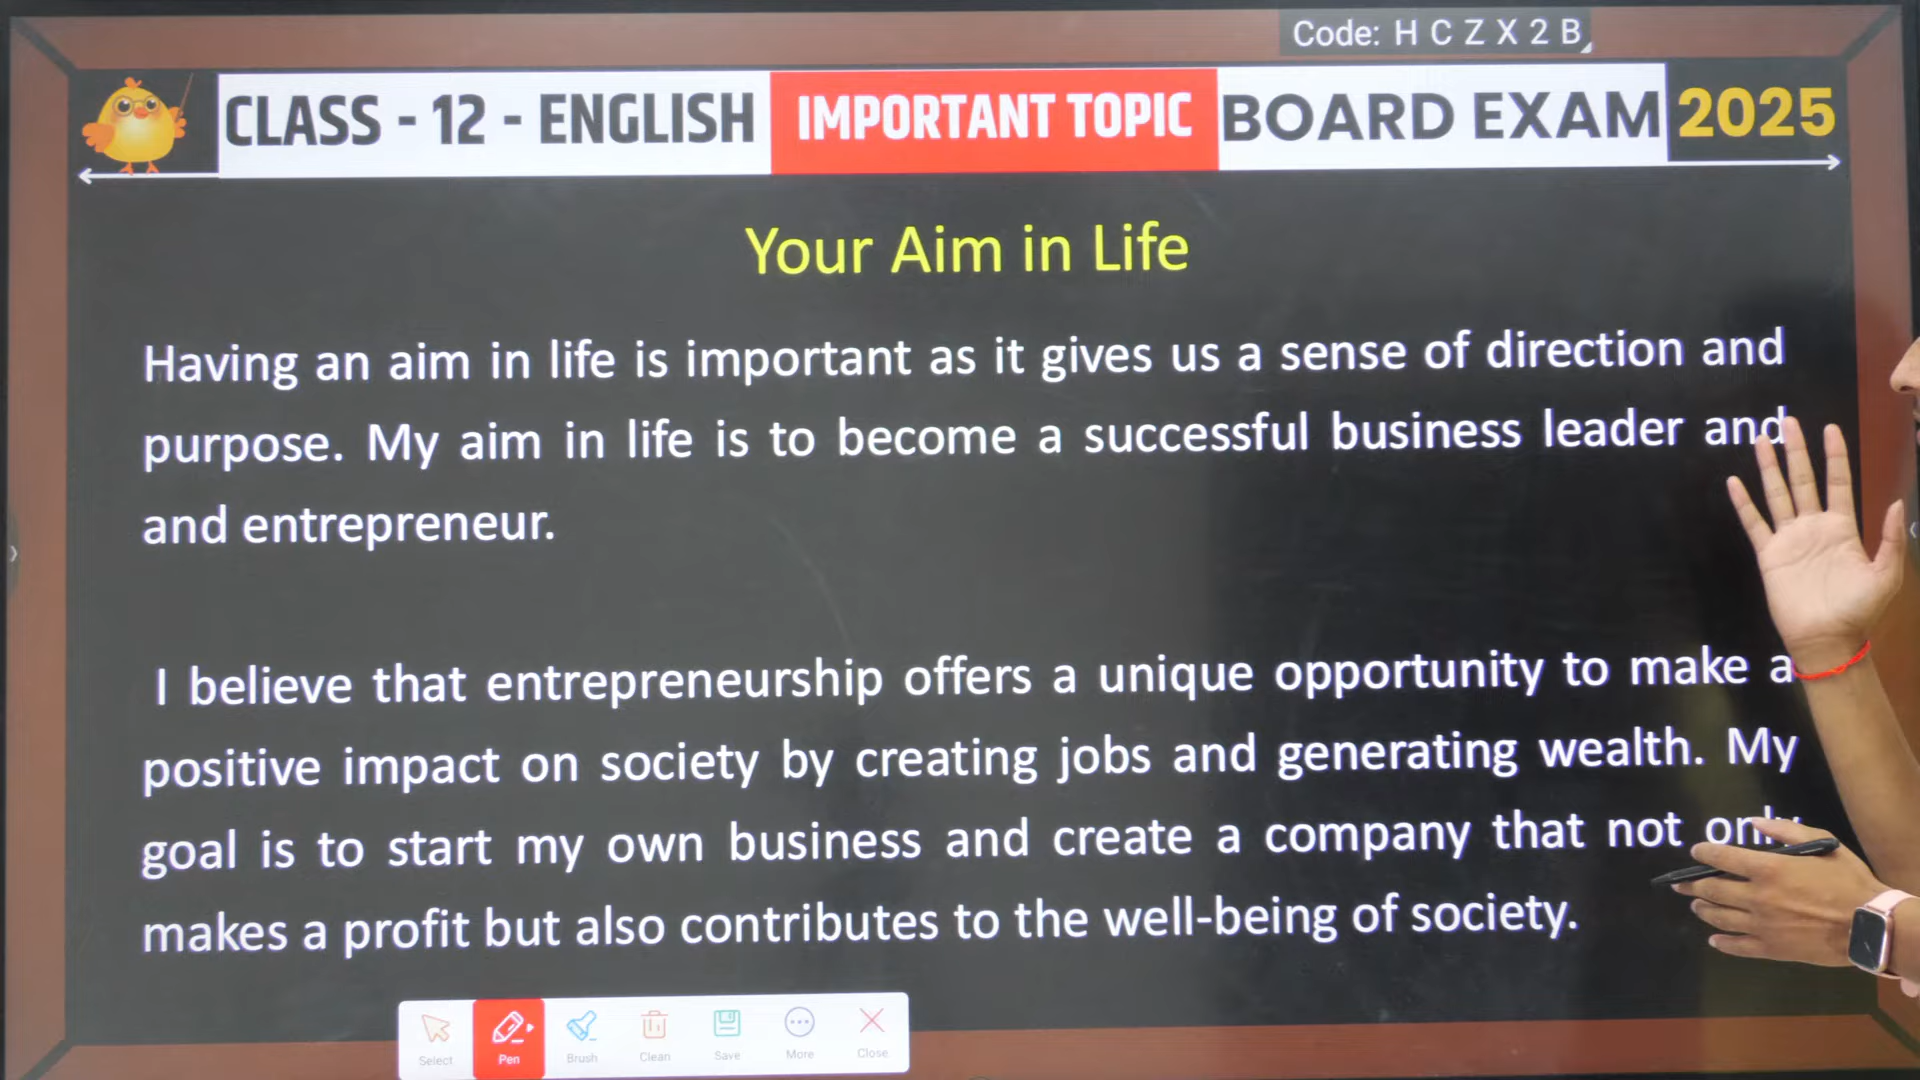 Code: H C Z X 2 B
CLASS - 12 - ENGLISH IMPORTANT TOPIC BOARD EXAM 2025
Your Aim in Life
Having an aim in life is important as it gives us a sense of direction and
purpose. My aim in life is to become a successful business leader and
and entrepreneur.
I believe that entrepreneurship offers a unique opportunity to make a
positive impact on society by creating jobs and generating wealth. My
goal is to start my own business and create a company that not only
makes a profit but also contributes to the well-being of society.
Select Pen Brush Clean Save More Close